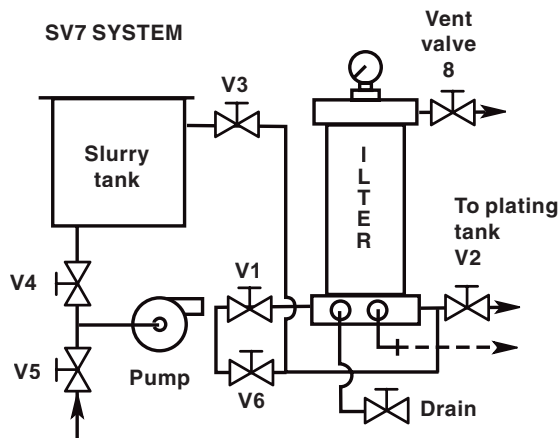 SV7 SYSTEM
Vent
valve
8
V3
Slurry
tank
I
L
T
E
R
To plating
tank
V2
V4
V1
V5
Pump
V6
Drain